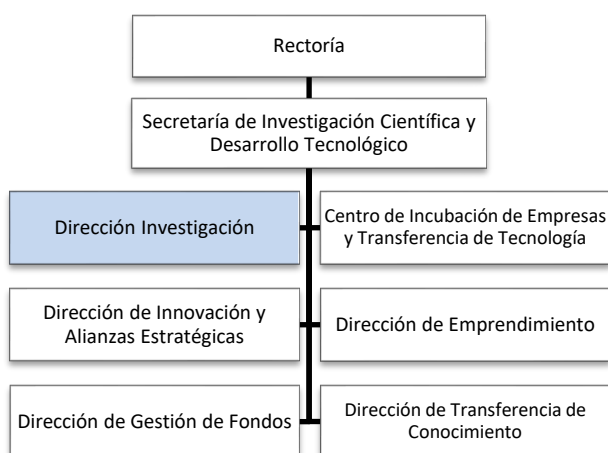 Rectoría
Secretaría de Investigación Científica y
Desarrollo Tecnológico
Dirección Investigación
Centro de Incubación de Empresas
y Transferencia de Tecnología
Dirección de Innovación y
Alianzas Estratégicas
Dirección de Emprendimiento
Dirección de Gestión de Fondos
Dirección de Transferencia de
Conocimiento